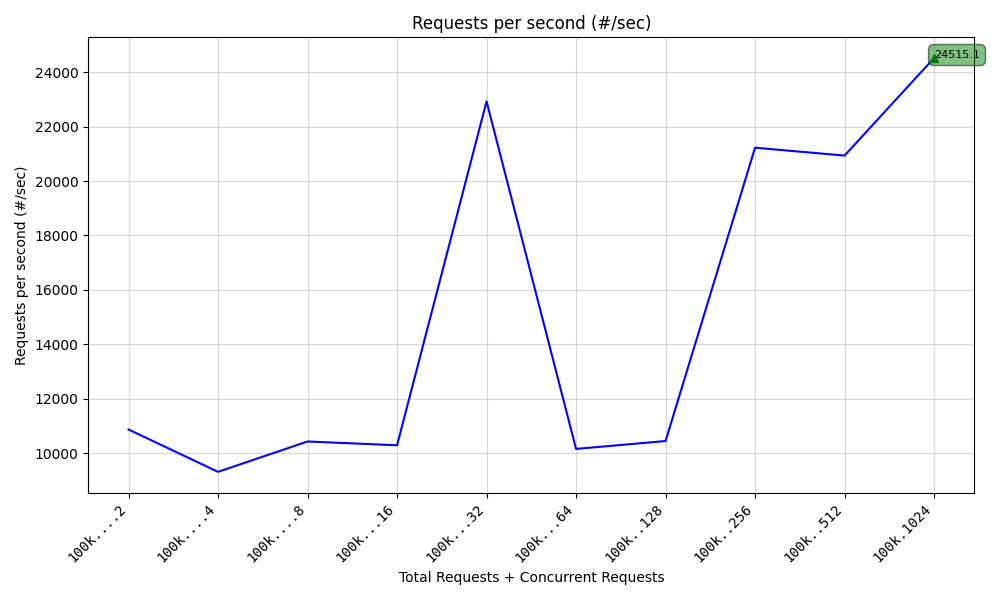 Requests per second (#/sec)
24515.1
24000
22000
20000
18000
16000
14000
12000
10000
Requests per second (#/sec)
100k....2
100k....4
100k....8
100k...16
100k...32
100k...64
100k..128
100k..256
100k..512
100k.1024
Total Requests + Concurrent Requests